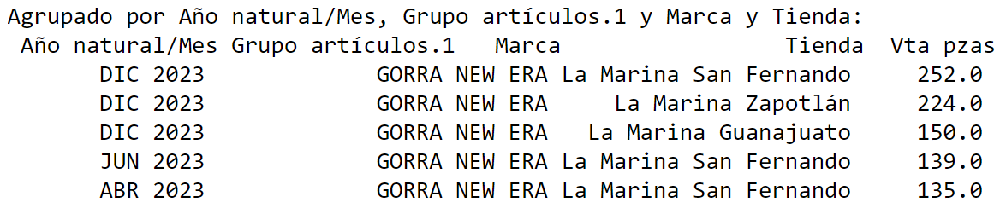 Agrupado por Año natural/Mes, Grupo artículos.1 y Marca y Tienda:
Año natural/Mes Grupo artículos.1 Marca Tienda Vta pzas
DIC 2023 GORRA NEW ERA La Marina San Fernando 252.0
DIC 2023 GORRA NEW ERA La Marina Zapotlán 224.0
DIC 2023 GORRA NEW ERA La Marina Guanajuato 150.0
JUN 2023 GORRA NEW ERA La Marina San Fernando 139.0
ABR 2023 GORRA NEW ERA La Marina San Fernando 135.0